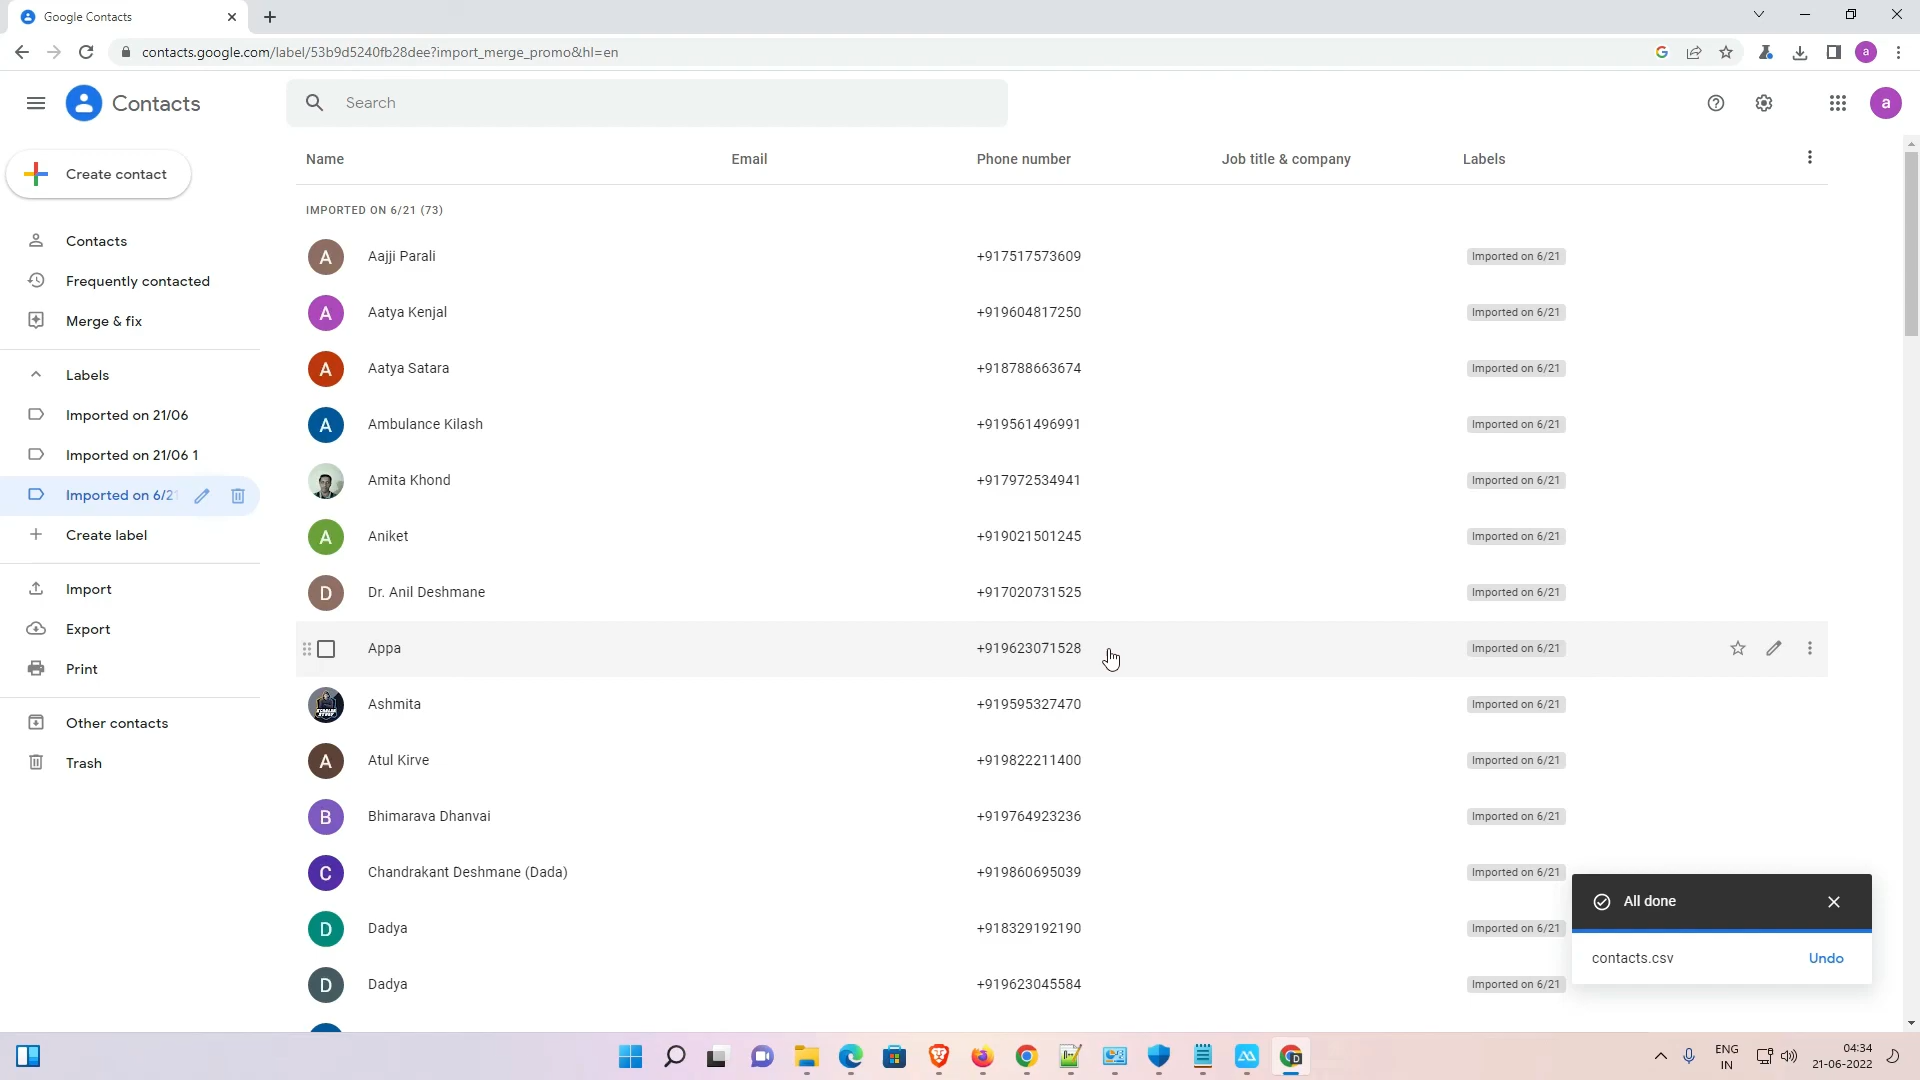 Google Contacts
contacts.google.com/label/53b9d5240fb28dee?import_merge_promo&hl=en
a
Contacts
Search
a
Create contact
Contacts
Frequently contacted
Merge & fix
Labels
Imported on 21/06
Imported on 21/06 1
Imported on 6/21
Create label
Import
Export
Print
Other contacts
Trash
Name Email Phone number Job title & company Labels
IMPORTED ON 6/21 (73)
A Aajji Parali +917517573609 Imported on 6/21
A Aatya Kenjal +919604817250 Imported on 6/21
A Aatya Satara +918788663674 Imported on 6/21
A Ambulance Kilash +919561496991 Imported on 6/21
Amita Khond +917972534941 Imported on 6/21
A Aniket +919021501245 Imported on 6/21
D Dr. Anil Deshmane +917020731525 Imported on 6/21
Appa +919623071528 Imported on 6/21
Ashmita +919595327470 Imported on 6/21
A Atul Kirve +919822211400 Imported on 6/21
B Bhimarava Dhanvai +919764923236 Imported on 6/21
C Chandrakant Deshmane (Dada) +919860695039 Imported on 6/21
D Dadya +918329192190 Imported on 6/21
D Dadya +919623045584 Imported on 6/21
All done
contacts.csv Undo
ENG
IN
04:34
21-06-2022